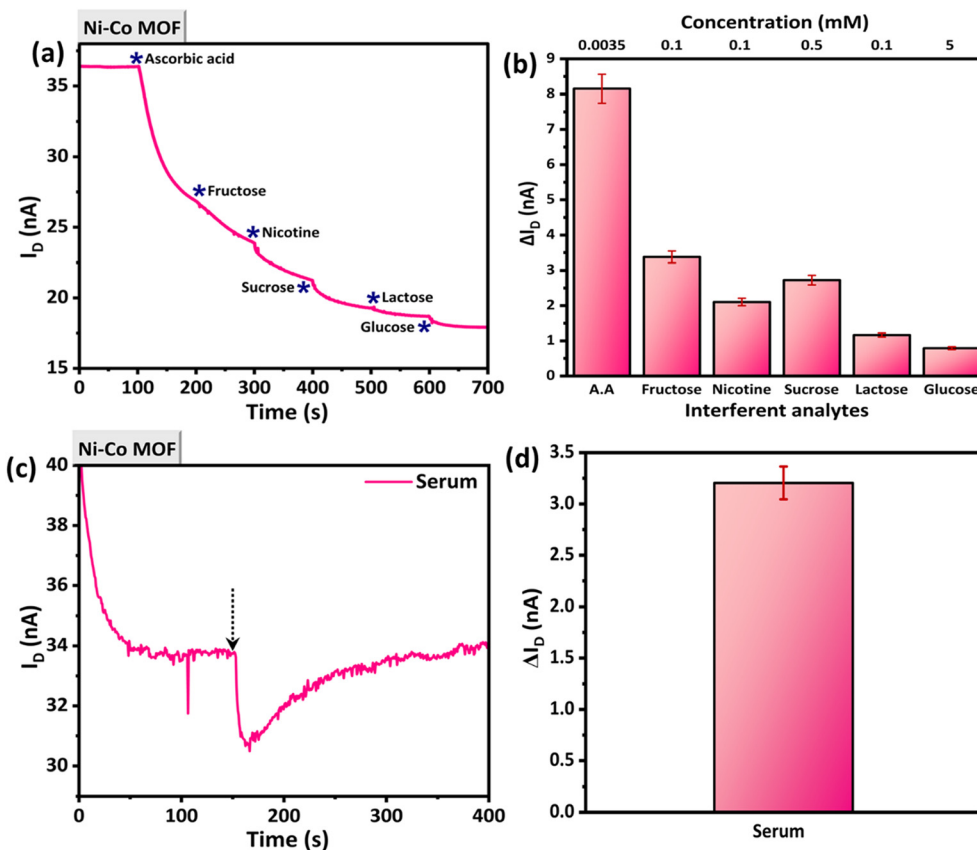 Ni-Co MOF
(a)
* Ascorbic acid
* Fructose
* Nicotine
Sucrose *
* Lactose
Glucose *
35
30
25
20
15
I_D (nA)
0 100 200 300 400 500 600 700
Time (s)
Concentration (mM)
0.0035 0.1 0.1 0.5 0.1 5
(b)
9
8
7
6
5
4
3
2
1
0
ΔI_D (nA)
A.A Fructose Nicotine Sucrose Lactose Glucose
Interferent analytes
Ni-Co MOF
(c)
Serum
40
38
36
34
32
30
I_D (nA)
0 100 200 300 400
Time (s)
(d)
3.5
3.0
2.5
2.0
1.5
1.0
0.5
0.0
ΔI_D (nA)
Serum